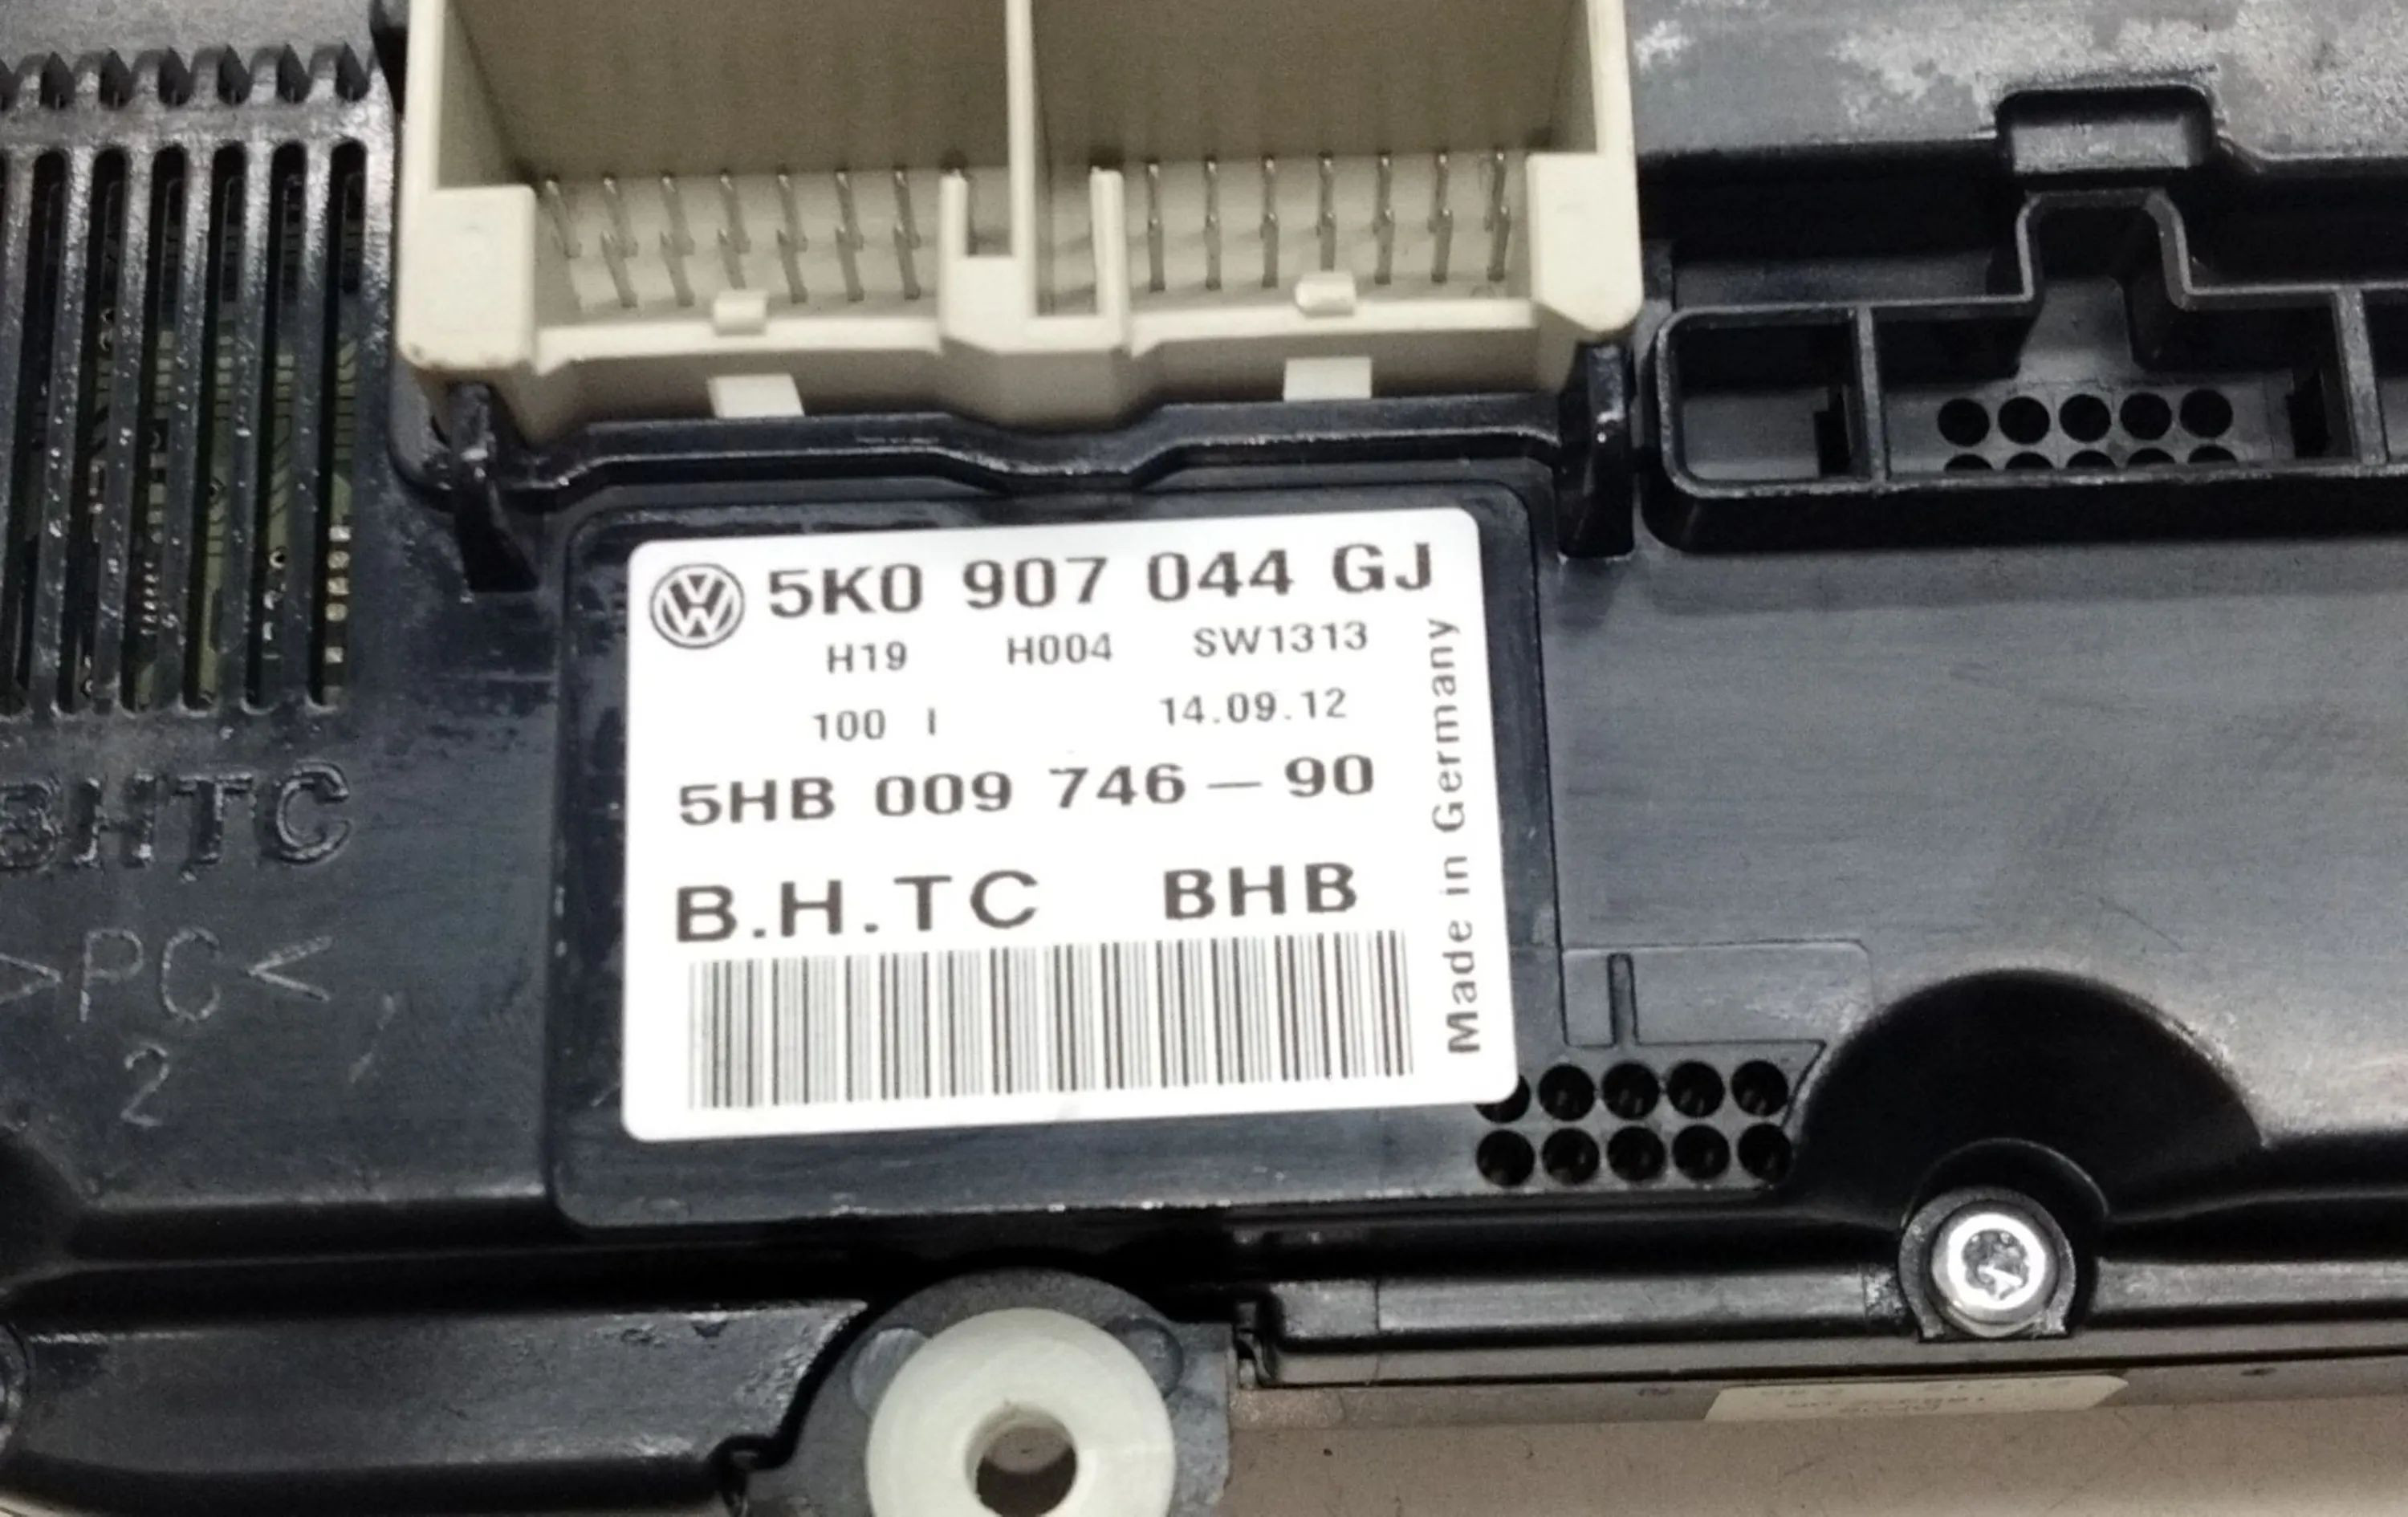 5K0 907 044 GJ
H19 H004 SW1313
100 I 14.09.12
5HB 009 746-90
B.H.TC BHB
Made in Germany
BHTC
>PC<
2